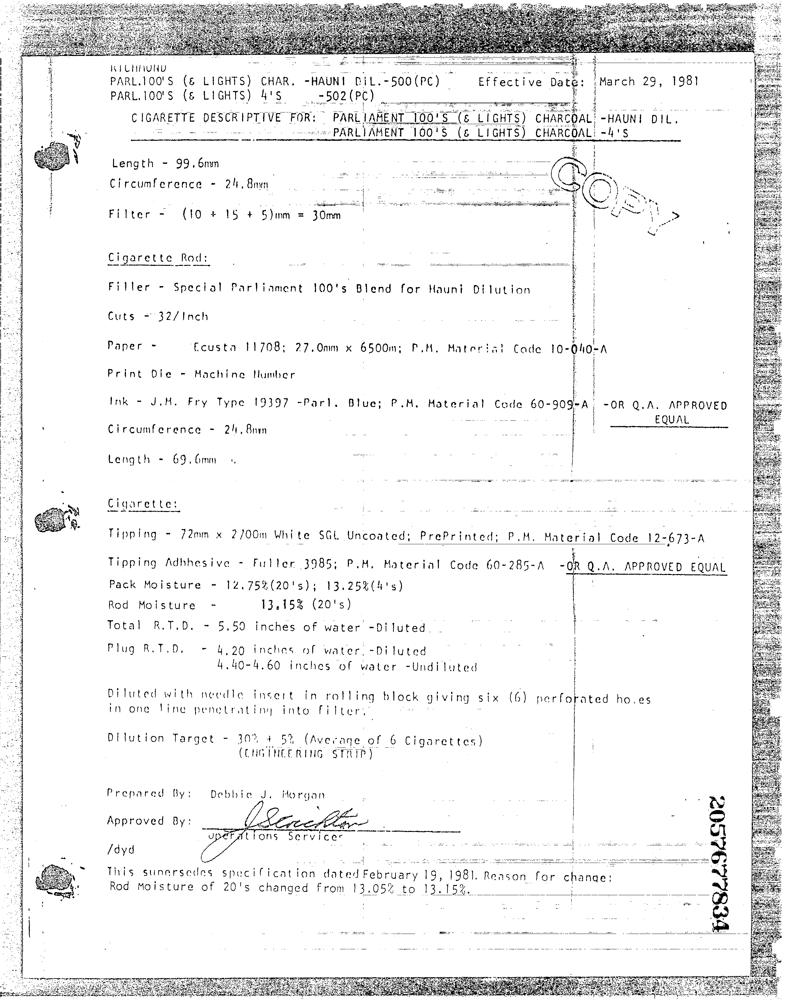 RICHMOND
PARL.100'S (& LIGHTS) CHAR. -HAUNI DIL.-500(PC) Effective Date: March 29, 1981
PARL.100'S (& LIGHTS) 4'S -502(PC)
CIGARETTE DESCRIPTIVE FOR: PARLIAMENT 100'S (& LIGHTS) CHARCOAL -HAUNI DIL.
PARLIAMENT 100'S (& LIGHTS) CHARCOAL -4'S
COPY
Length - 99.6mm
Circumference - 24.8mm
Filter - (10 + 15 + 5)mm = 30mm
Cigarette Rod:
Filler - Special Parliament 100's Blend for Hauni Dilution
Cuts - 32/Inch
Paper - Ecusta 11708; 27.0mm x 6500m; P.M. Material Code 10-040-A
Print Die - Machine Number
Ink - J.M. Fry Type 19397 -Parl. Blue; P.M. Material Code 60-909-A -OR Q.A. APPROVED
EQUAL
Circumference - 24.8mm
Length - 69.6mm
Cigarette:
Tipping - 72mm x 2700m White SGL Uncoated; PrePrinted; P.M. Material Code 12-673-A
Tipping Adhhesive - Fuller 3985; P.M. Material Code 60-285-A -OR Q.A. APPROVED EQUAL
Pack Moisture - 12.75%(20's); 13.25%(4's)
Rod Moisture - 13.15% (20's)
Total R.T.D. - 5.50 inches of water -Diluted
Plug R.T.D. - 4.20 inches of water -Diluted
4.40-4.60 inches of water -Undiluted
Diluted with needle insert in rolling block giving six (6) perforated holes
in one line penetrating into filter.
Dilution Target - 30% + 5% (Average of 6 Cigarettes)
(ENGINEERING STRIP)
Prepared By: Debbie J. Morgan
Approved By:
Operations Services
/dyd
This supersedes specification dated February 19, 1981. Reason for change:
Rod Moisture of 20's changed from 13.05% to 13.15%.
2057677834